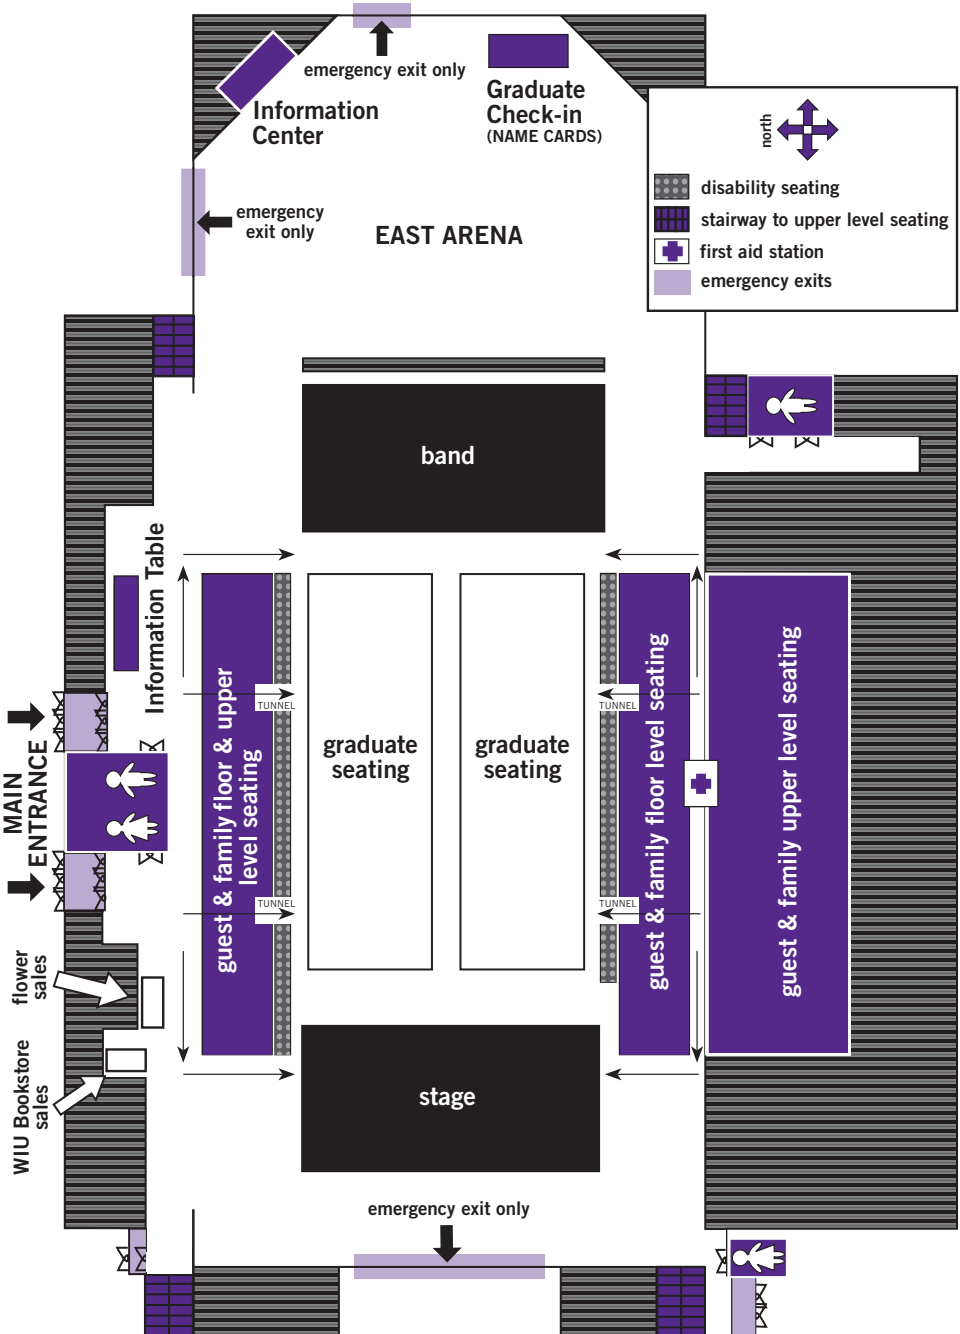 emergency exit only
Information
Center
Graduate
Check-in
(NAME CARDS)
north
disability seating
stairway to upper level seating
first aid station
emergency exits
emergency
exit only
EAST ARENA
band
Information Table
TUNNEL
TUNNEL
guest & family floor & upper
level seating
graduate
seating
graduate
seating
guest & family floor level seating
guest & family upper level seating
MAIN
ENTRANCE
TUNNEL
TUNNEL
flower
sales
WIU Bookstore
sales
stage
emergency exit only